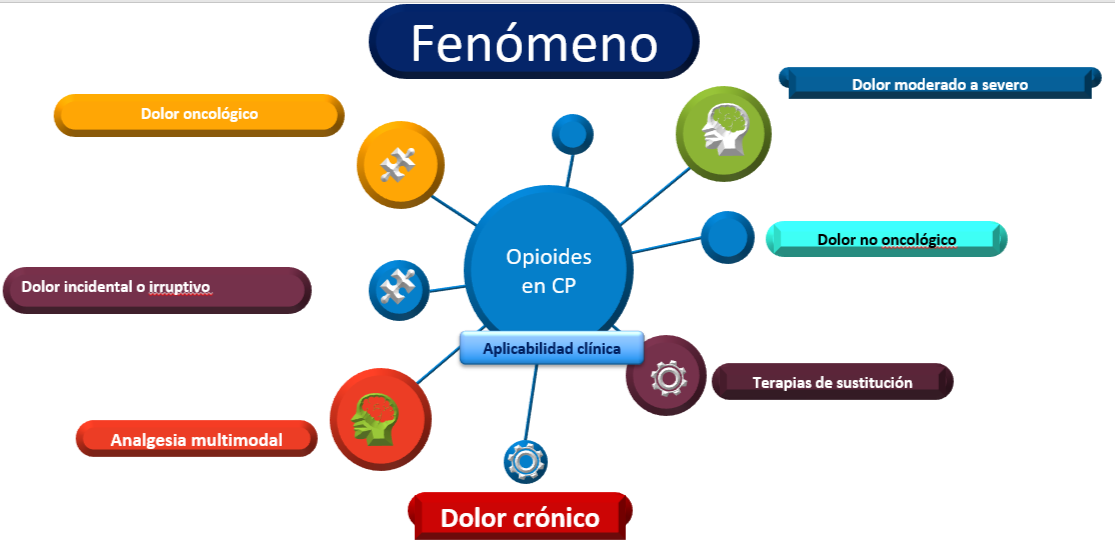 Fenómeno
Dolor moderado a severo
Dolor oncológico
Dolor no oncológico
Opioides
en CP
Dolor incidental o irruptivo
Aplicabilidad clínica
Terapias de sustitución
Analgesia multimodal
Dolor crónico